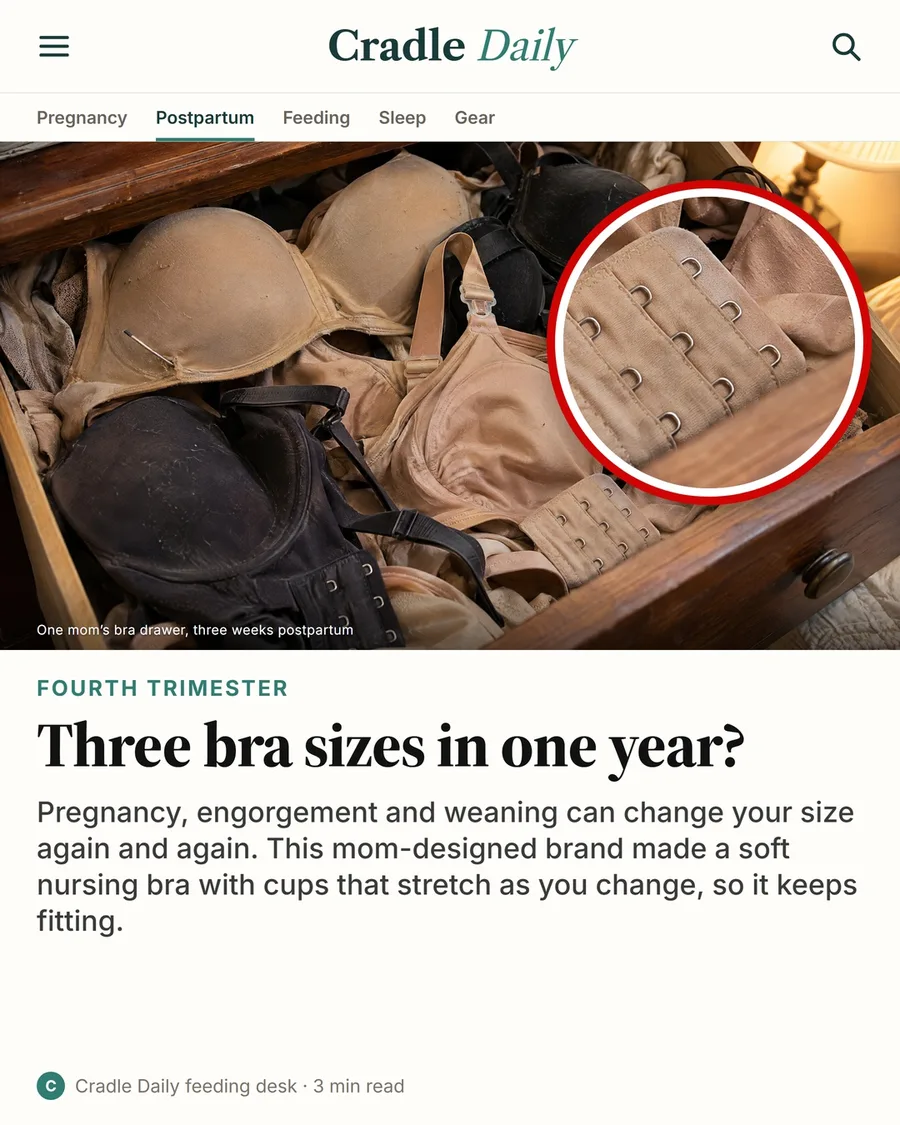 Cradle Daily
Pregnancy Postpartum Feeding Sleep Gear
One mom’s bra drawer, three weeks postpartum
FOURTH TRIMESTER
Three bra sizes in one year?
Pregnancy, engorgement and weaning can change your size
again and again. This mom-designed brand made a soft
nursing bra with cups that stretch as you change, so it keeps
fitting.
C Cradle Daily feeding desk · 3 min read